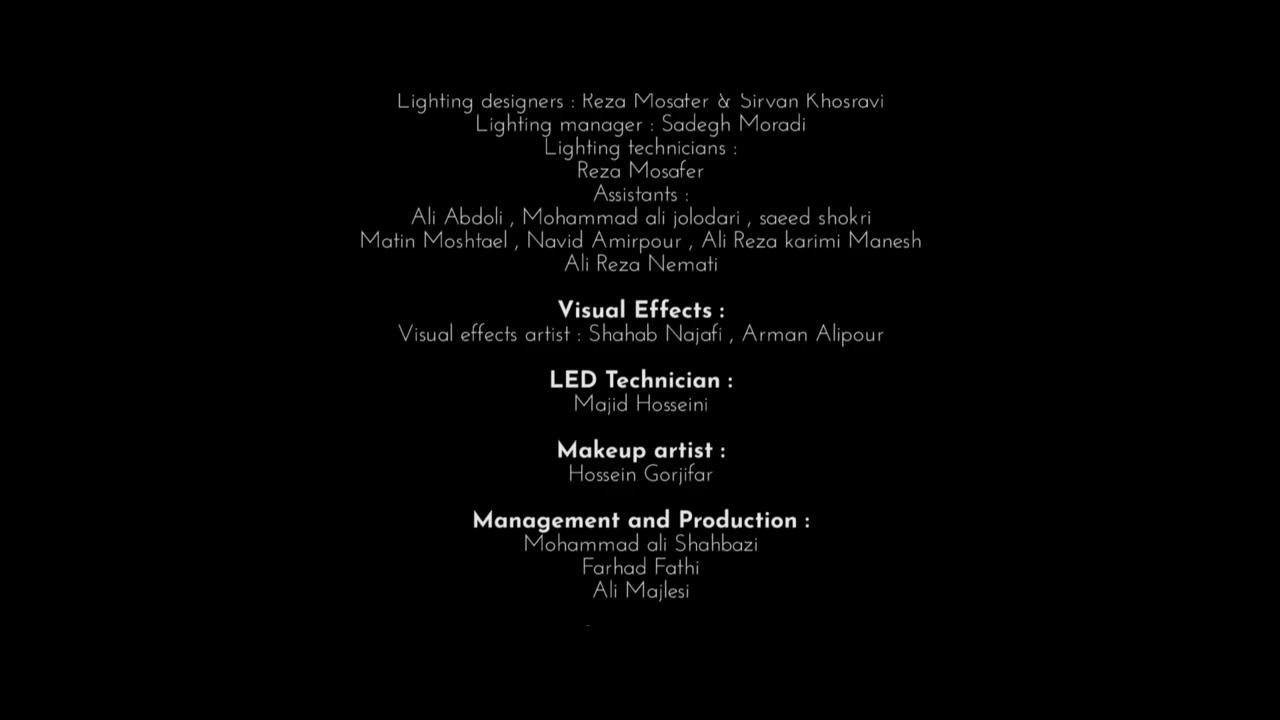 Lighting designers : Reza Mosafer & Sirvan Khosravi
Lighting manager : Sadegh Moradi
Lighting technicians :
Reza Mosafer
Assistants :
Ali Abdoli , Mohammad ali jolodari , saeed shokri
Matin Moshtael , Navid Amirpour , Ali Reza karimi Manesh
Ali Reza Nemati
Visual Effects :
Visual effects artist : Shahab Najafi , Arman Alipour
LED Technician :
Majid Hosseini
Makeup artist :
Hossein Gorjifar
Management and Production :
Mohammad ali Shahbazi
Farhad Fathi
Ali Majlesi